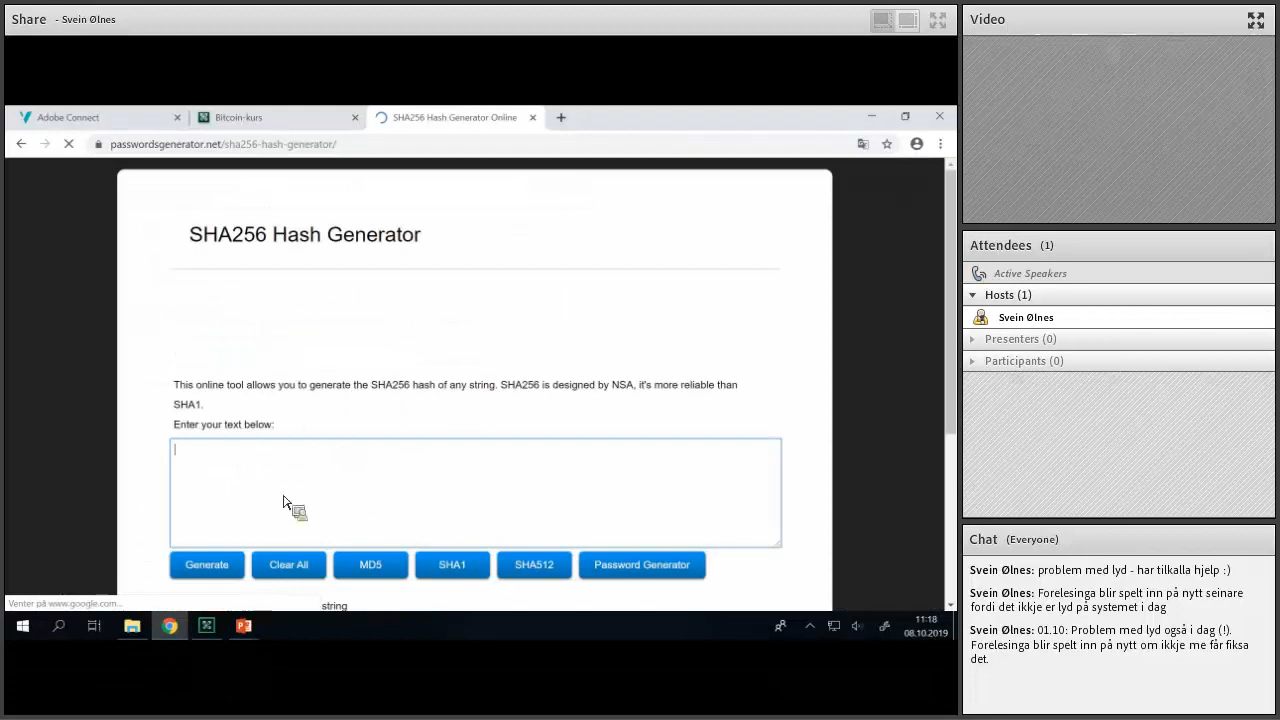 Share - Svein Ølnes
Adobe Connect
Bitcoin-kurs
SHA256 Hash Generator Online
passwordsgenerator.net/sha256-hash-generator/
SHA256 Hash Generator
This online tool allows you to generate the SHA256 hash of any string. SHA256 is designed by NSA, it's more reliable than
SHA1.
Enter your text below:
Generate
Clear All
MD5
SHA1
SHA512
Password Generator
string
Venter på www.google.com...
11:18
08.10.2019
Video
Attendees (1)
Active Speakers
Hosts (1)
Svein Ølnes
Presenters (0)
Participants (0)
Chat (Everyone)
Svein Ølnes: problem med lyd - har tilkalla hjelp :)
Svein Ølnes: Forelesinga blir spelt inn på nytt seinare
fordi det ikkje er lyd på systemet i dag
Svein Ølnes: 01.10: Problem med lyd også i dag (!).
Forelesinga blir spelt inn på nytt om ikkje me får fiksa
det.